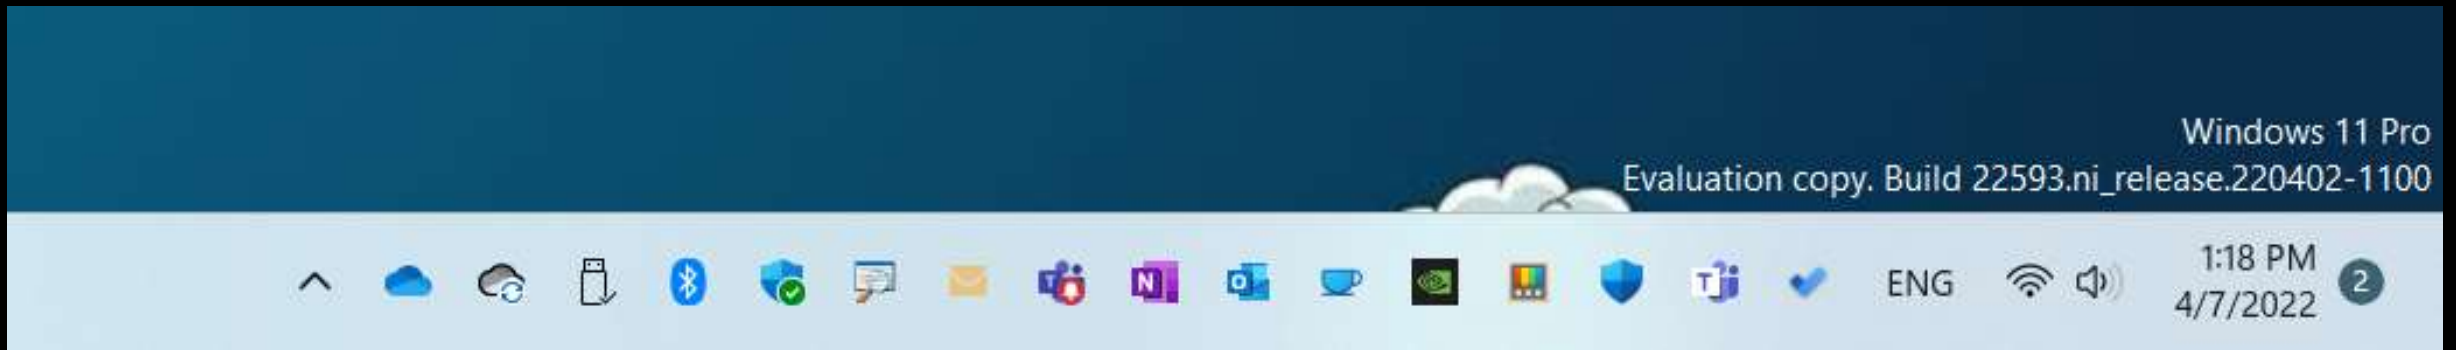 Windows 11 Pro
Evaluation copy. Build 22593.ni_release.220402-1100
T
N
O
T
ENG
1:18 PM
4/7/2022
2